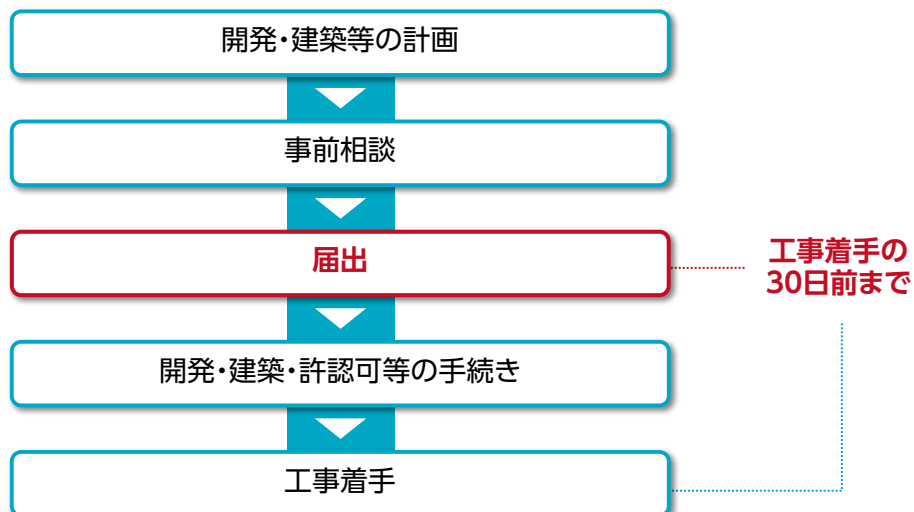 開発・建築等の計画
事前相談
届出
工事着手の
30日前まで
開発・建築・許認可等の手続き
工事着手